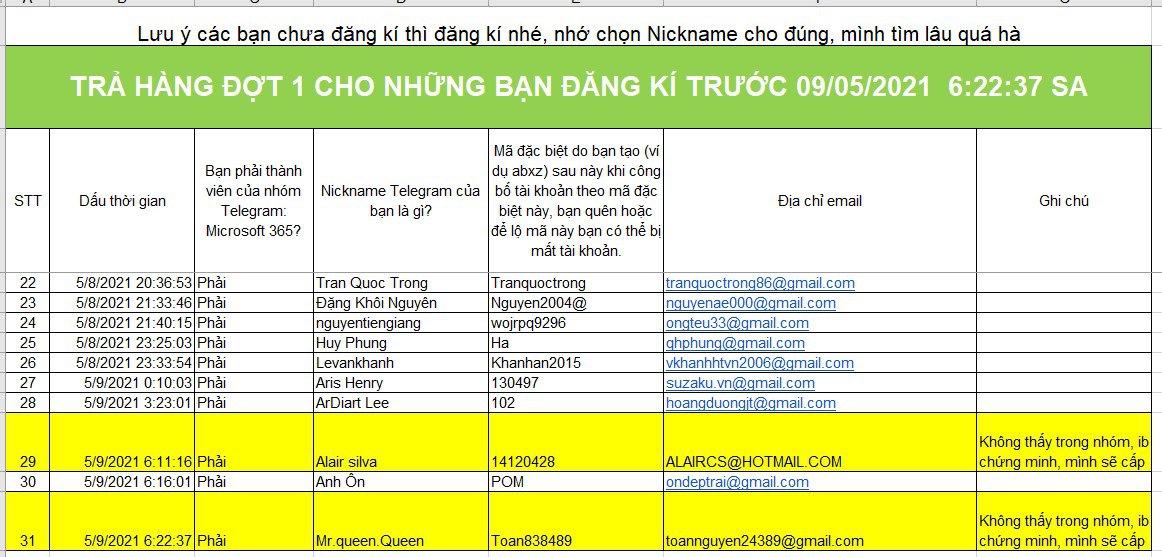 Lưu ý các bạn chưa đăng kí thì đăng kí nhé, nhớ chọn Nickname cho đúng, mình tìm lâu quá hà
TRẢ HÀNG ĐỢT 1 CHO NHỮNG BẠN ĐĂNG KÍ TRƯỚC 09/05/2021 6:22:37 SA
STT
Dấu thời gian
Bạn phải thành
viên của nhóm
Telegram:
Microsoft 365?
Nickname Telegram của
bạn là gì?
Mã đặc biệt do bạn tạo (ví
dụ abxz) sau này khi công
bố tài khoản theo mã đặc
biệt này, bạn quên hoặc
để lộ mã này bạn có thể bị
mất tài khoản.
Địa chỉ email
Ghi chú
22 5/8/2021 20:36:53 Phải Tran Quoc Trong Tranquoctrong tranquoctrong86@gmail.com
23 5/8/2021 21:33:46 Phải Đặng Khôi Nguyên Nguyen2004@ nguyenae000@gmail.com
24 5/8/2021 21:40:15 Phải nguyentiengiang wojrpq9296 ongteu33@gmail.com
25 5/8/2021 23:25:03 Phải Huy Phung Ha qhphung@gmail.com
26 5/8/2021 23:33:54 Phải Levankhanh Khanhan2015 vkhanhhtvn2006@gmail.com
27 5/9/2021 0:10:03 Phải Aris Henry 130497 suzaku.vn@gmail.com
28 5/9/2021 3:23:01 Phải ArDiart Lee 102 hoangduongjt@gmail.com
Không thấy trong nhóm, ib
29 5/9/2021 6:11:16 Phải Alair silva 14120428 ALAIRCS@HOTMAIL.COM chứng minh, mình sẽ cấp
30 5/9/2021 6:16:01 Phải Anh Ôn POM ondeptrai@gmail.com
Không thấy trong nhóm, ib
31 5/9/2021 6:22:37 Phải Mr.queen.Queen Toan838489 toannguyen24389@gmail.com chứng minh, mình sẽ cấp